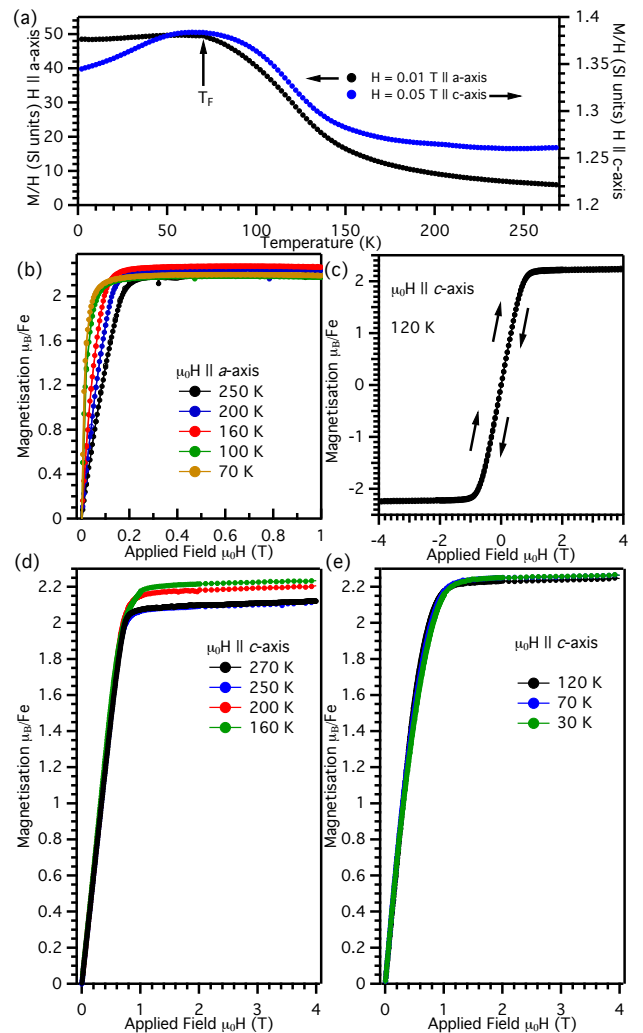 (a)
M/H (SI units) H || a-axis
50
40
30
20
10
0
H = 0.01 T || a-axis
H = 0.05 T || c-axis
T_F
1.38
1.32
1.26
1.2
M/H (SI units) H || c-axis
0 50 100 150 200 250
Temperature (K)
(b)
Magnetisation μB/Fe
2
1.6
1.2
0.8
0.4
0
μ0H || a-axis
250 K
200 K
160 K
100 K
70 K
0 0.2 0.4 0.6 0.8 1
Applied Field μ0H (T)
(c)
Magnetisation μB/Fe
2
1
0
-1
-2
μ0H || c-axis
120 K
-4 -2 0 2 4
Applied Field μ0H (T)
(d)
Magnetisation μB/Fe
2.2
2
1.8
1.6
1.4
1.2
1
0.8
0.6
0.4
0.2
0
μ0H || c-axis
270 K
250 K
200 K
160 K
0 1 2 3 4
Applied Field μ0H (T)
(e)
Magnetisation μB/Fe
2.2
2
1.8
1.6
1.4
1.2
1
0.8
0.6
0.4
0.2
0
μ0H || c-axis
120 K
70 K
30 K
0 1 2 3 4
Applied Field μ0H (T)